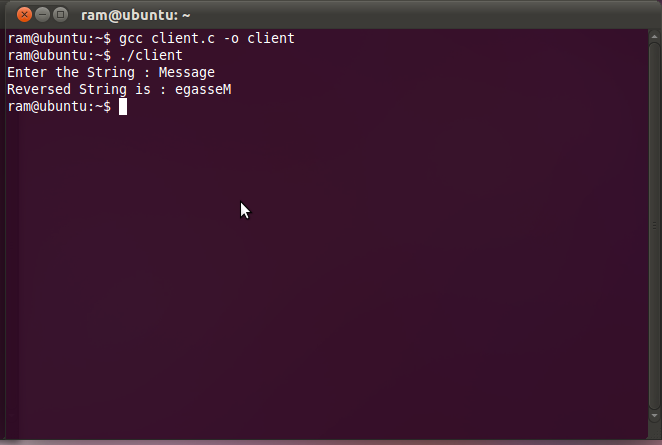 ram@ubuntu: ~
ram@ubuntu:~$ gcc client.c -o client
ram@ubuntu:~$ ./client
Enter the String : Message
Reversed String is : egasseM
ram@ubuntu:~$